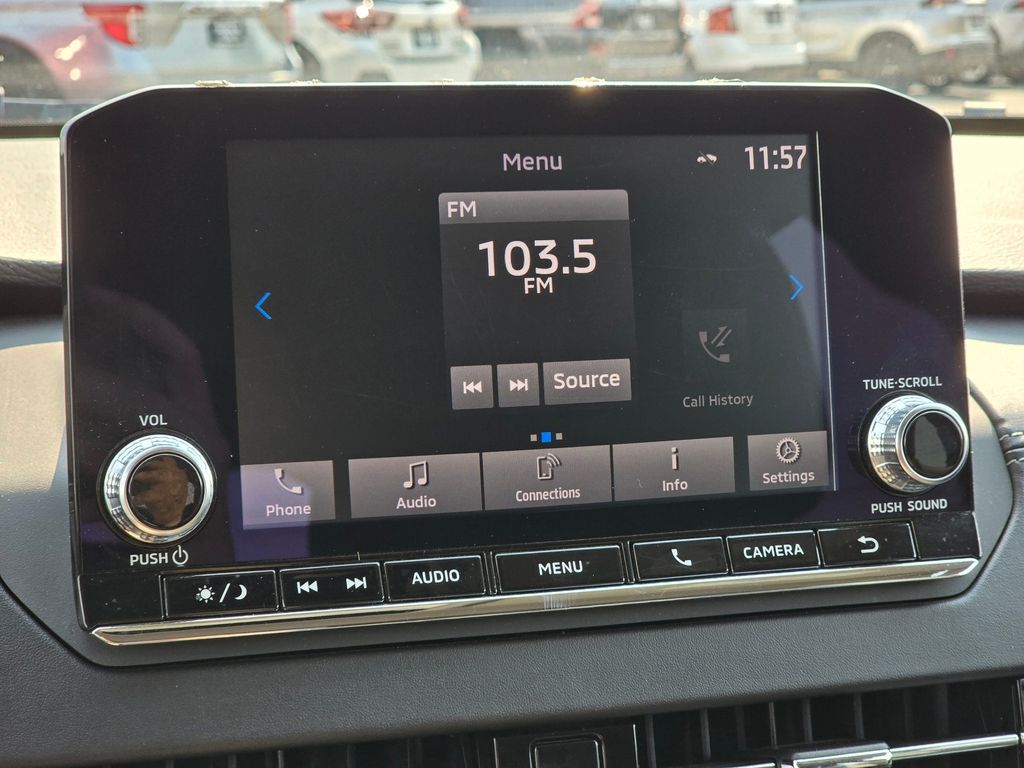 Menu
11:57
FM
103.5
FM
Source
Call History
Phone
Audio
Connections
Info
Settings
VOL
PUSH
TUNE·SCROLL
PUSH SOUND
AUDIO
MENU
CAMERA